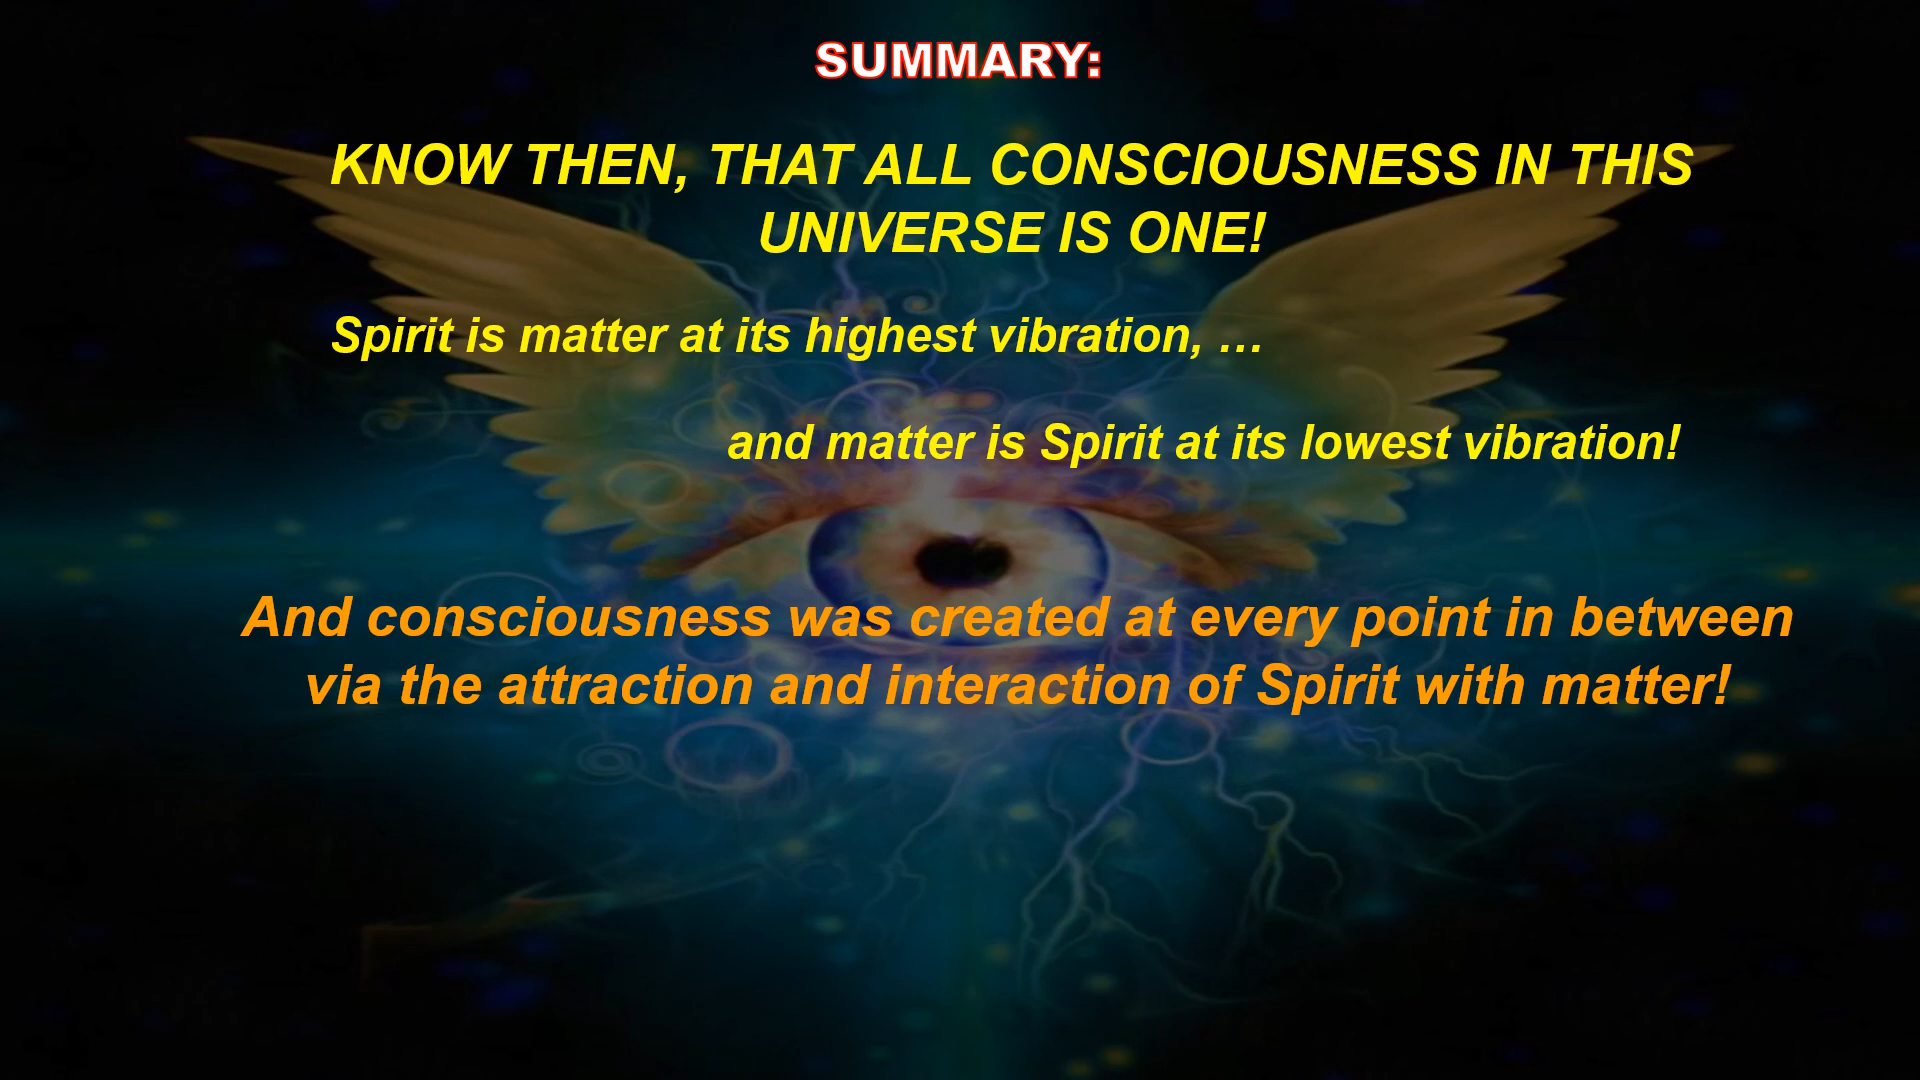 SUMMARY:
KNOW THEN, THAT ALL CONSCIOUSNESS IN THIS
UNIVERSE IS ONE!
Spirit is matter at its highest vibration, …
and matter is Spirit at its lowest vibration!
And consciousness was created at every point in between
via the attraction and interaction of Spirit with matter!